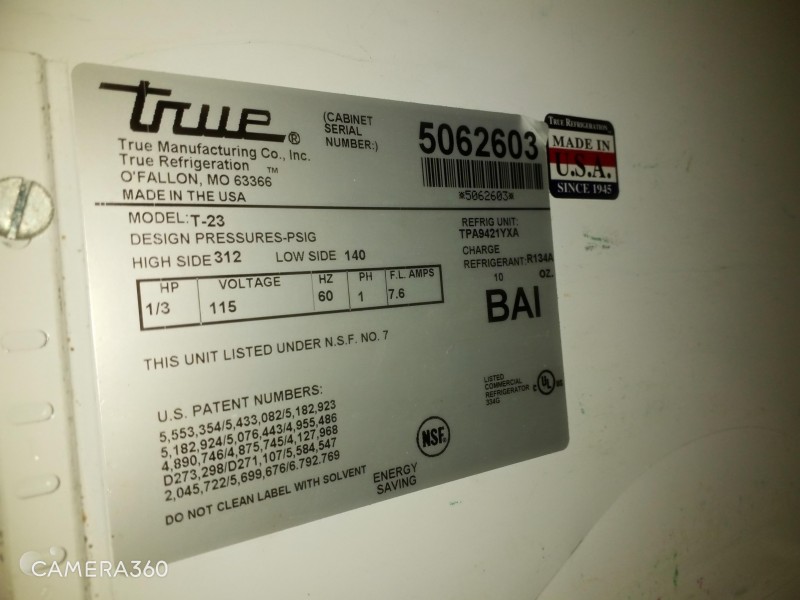 true®
True Manufacturing Co., Inc.
True Refrigeration ™
O'FALLON, MO 63366
MADE IN THE USA
(CABINET
SERIAL
NUMBER:)
5062603
*5062603*
TRUE REFRIGERATION
MADE IN
U.S.A.
SINCE 1945
MODEL: T-23
DESIGN PRESSURES-PSIG
HIGH SIDE 312 LOW SIDE 140
REFRIG UNIT:
TPA9421YXA
CHARGE
REFRIGERANT: R134A
10 OZ.
BAI
HP VOLTAGE HZ PH F.L. AMPS
1/3 115 60 1 7.6
THIS UNIT LISTED UNDER N.S.F. NO. 7
U.S. PATENT NUMBERS:
5,553,354/5,433,082/5,182,923
5,182,924/5,076,443/4,955,486
4,890,746/4,875,745/4,127,968
D273,298/D271,107/5,584,547
2,045,722/5,699,676/6.792.769
DO NOT CLEAN LABEL WITH SOLVENT
ENERGY
SAVING
NSF.
LISTED
COMMERCIAL
REFRIGERATOR
334G
C UL US
CAMERA360